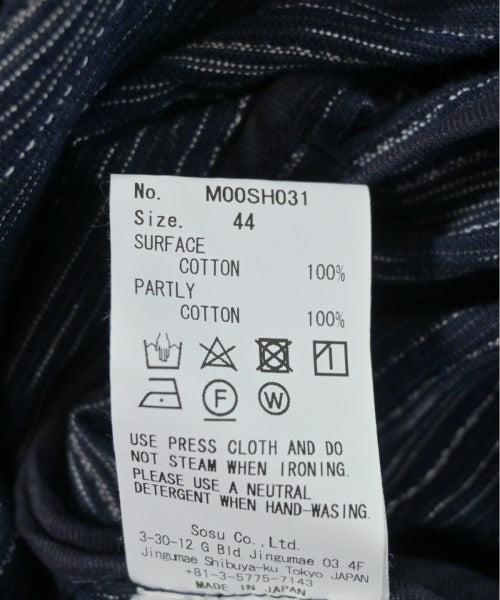 No. M00SH031
Size. 44
SURFACE
COTTON 100%
PARTLY
COTTON 100%
F W
USE PRESS CLOTH AND DO
NOT STEAM WHEN IRONING.
PLEASE USE A NEUTRAL
DETERGENT WHEN HAND-WASING.
Sosu Co.,Ltd.
3-30-12 G Bld. Jingumae 03 4F
Jingumae Shibuya-ku Tokyo JAPAN
+81-3-5775-7143
MADE IN JAPAN